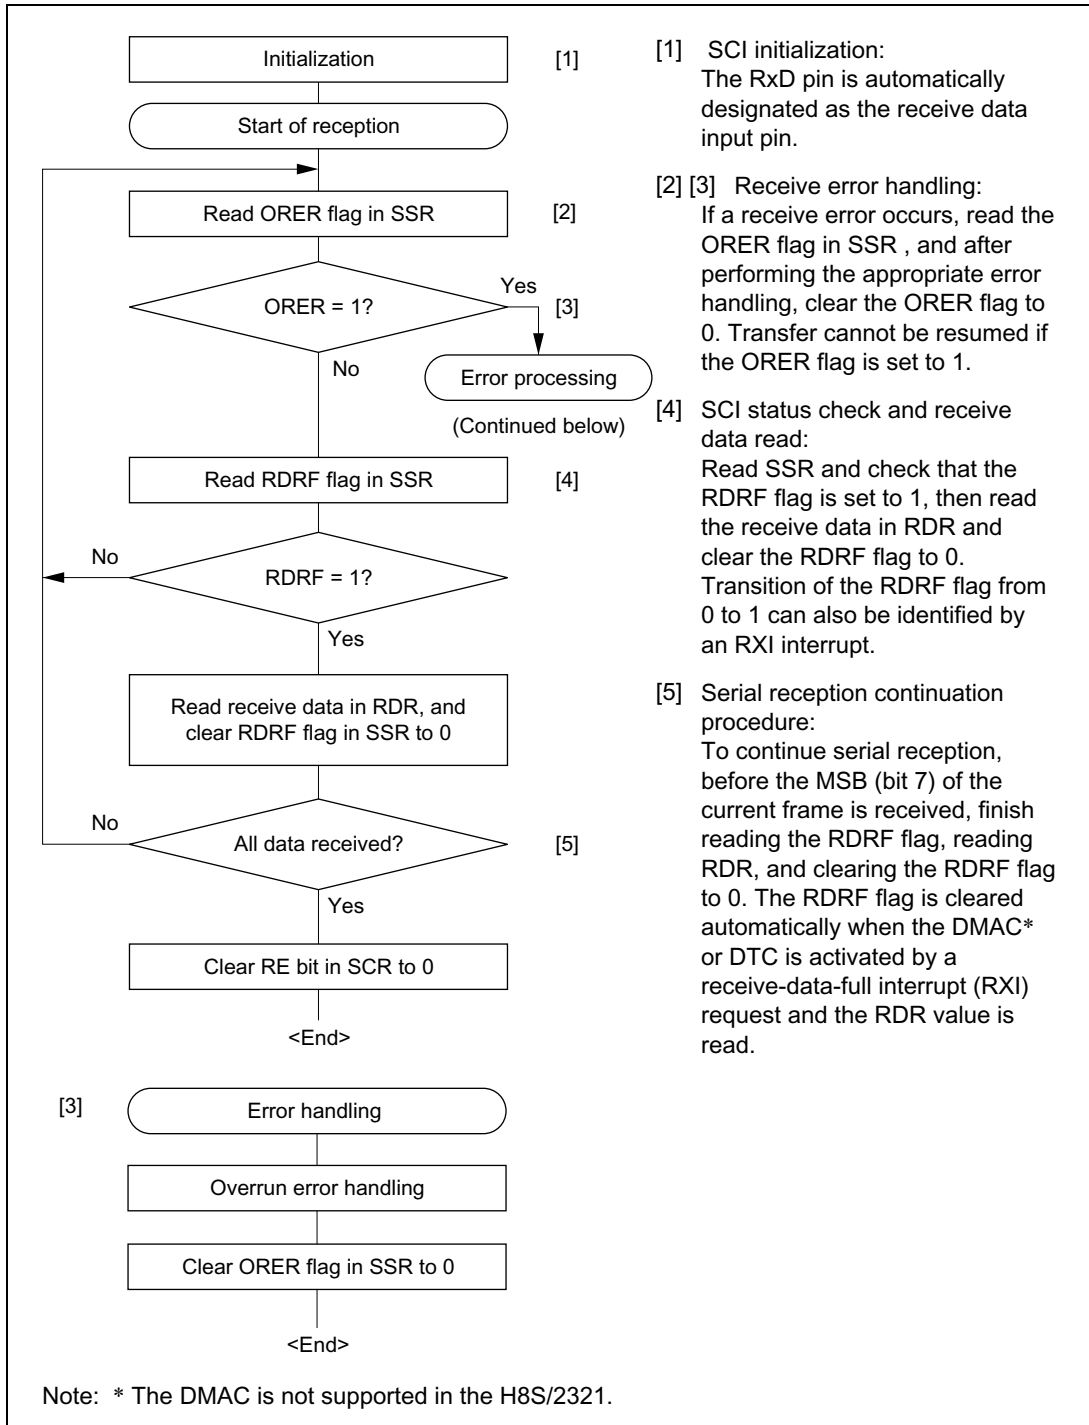 Initialization
[1]
Start of reception
Read ORER flag in SSR
[2]
Yes
ORER = 1?
[3]
No
Error processing
(Continued below)
Read RDRF flag in SSR
[4]
No
RDRF = 1?
Yes
Read receive data in RDR, and
clear RDRF flag in SSR to 0
No
All data received?
[5]
Yes
Clear RE bit in SCR to 0
<End>
[3]
Error handling
Overrun error handling
Clear ORER flag in SSR to 0
<End>
[1] SCI initialization:
The RxD pin is automatically
designated as the receive data
input pin.
[2] [3] Receive error handling:
If a receive error occurs, read the
ORER flag in SSR , and after
performing the appropriate error
handling, clear the ORER flag to
0. Transfer cannot be resumed if
the ORER flag is set to 1.
[4] SCI status check and receive
data read:
Read SSR and check that the
RDRF flag is set to 1, then read
the receive data in RDR and
clear the RDRF flag to 0.
Transition of the RDRF flag from
0 to 1 can also be identified by
an RXI interrupt.
[5] Serial reception continuation
procedure:
To continue serial reception,
before the MSB (bit 7) of the
current frame is received, finish
reading the RDRF flag, reading
RDR, and clearing the RDRF flag
to 0. The RDRF flag is cleared
automatically when the DMAC*
or DTC is activated by a
receive-data-full interrupt (RXI)
request and the RDR value is
read.
Note: * The DMAC is not supported in the H8S/2321.